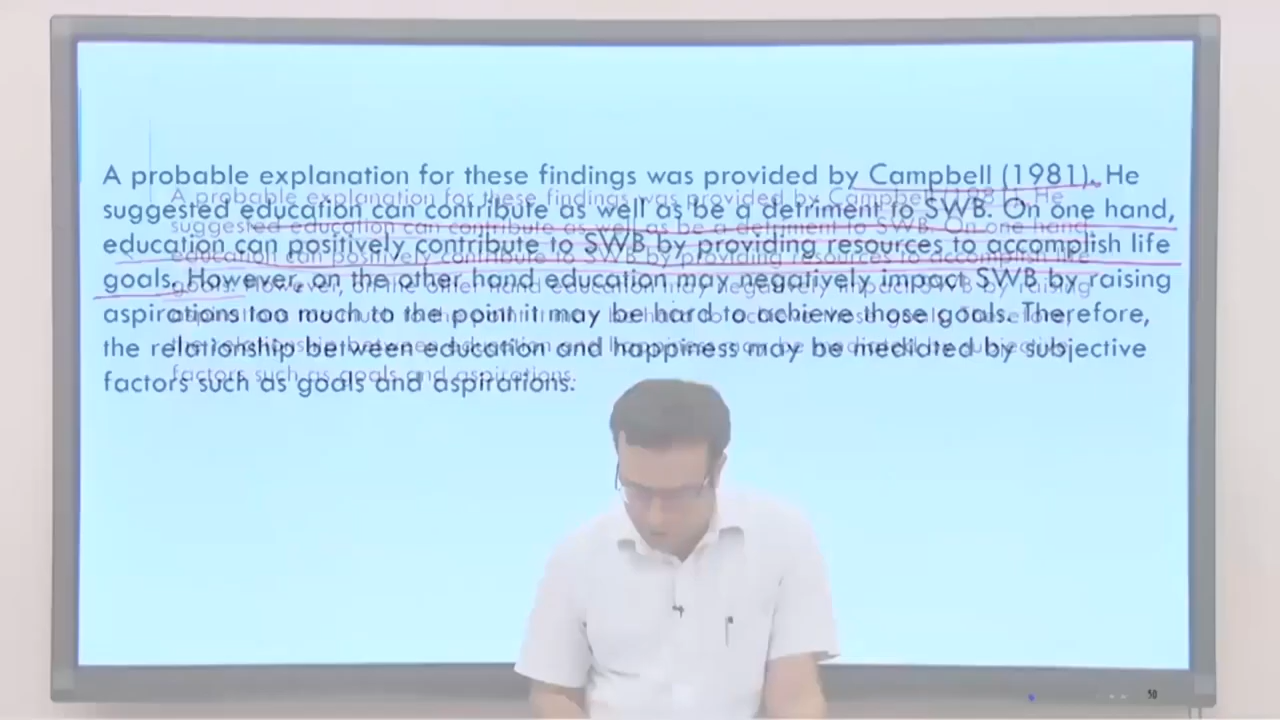 A probable explanation for these findings was provided by Campbell (1981). He
suggested education can contribute as well as be a detriment to SWB. On one hand,
education can positively contribute to SWB by providing resources to accomplish life
goals. However, on the other hand education may negatively impact SWB by raising
aspirations too much to the point it may be hard to achieve those goals. Therefore,
the relationship between education and happiness may be mediated by subjective
factors such as goals and aspirations.
50